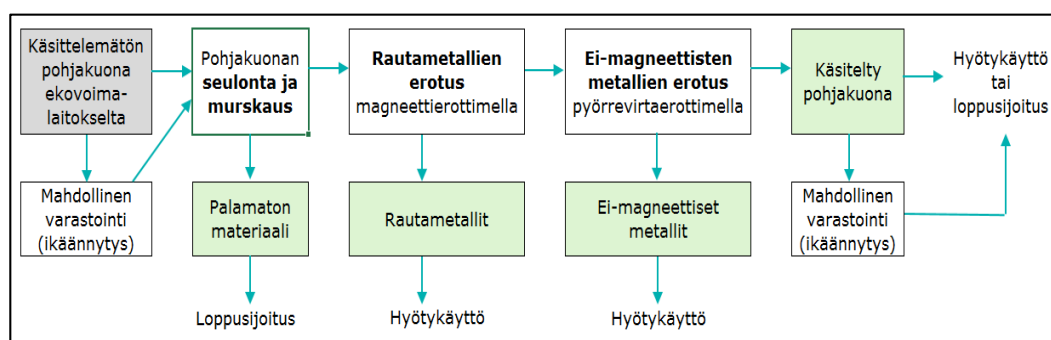 Käsittelemätön
pohjakuona
ekovoima-
laitokselta
Pohjakuonan
seulonta ja
murskaus
Rautametallien
erotus
magneettierottimella
Ei-magneettisten
metallien erotus
pyörrevirtaerottimella
Käsitelty
pohjakuona
Hyötykäyttö
tai
loppusijoitus
Mahdollinen
varastointi
(ikäännytys)
Palamaton
materiaali
Rautametallit
Ei-magneettiset
metallit
Mahdollinen
varastointi
(ikäännytys)
Loppusijoitus
Hyötykäyttö
Hyötykäyttö